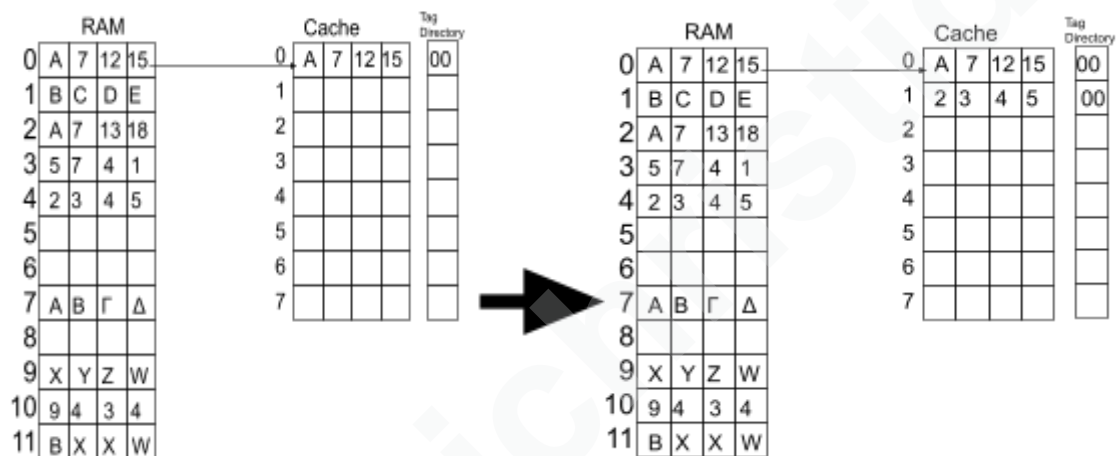 RAM
Cache
Tag
Directory
0 A 7 12 15
1 B C D E
2 A 7 13 18
3 5 7 4 1
4 2 3 4 5
5
6
7 A B Γ Δ
8
9 X Y Z W
10 9 4 3 4
11 B X X W
0 A 7 12 15 00
1
2
3
4
5
6
7
RAM
Cache
Tag
Directory
0 A 7 12 15
1 B C D E
2 A 7 13 18
3 5 7 4 1
4 2 3 4 5
5
6
7 A B Γ Δ
8
9 X Y Z W
10 9 4 3 4
11 B X X W
0 A 7 12 15 00
1 2 3 4 5 00
2
3
4
5
6
7